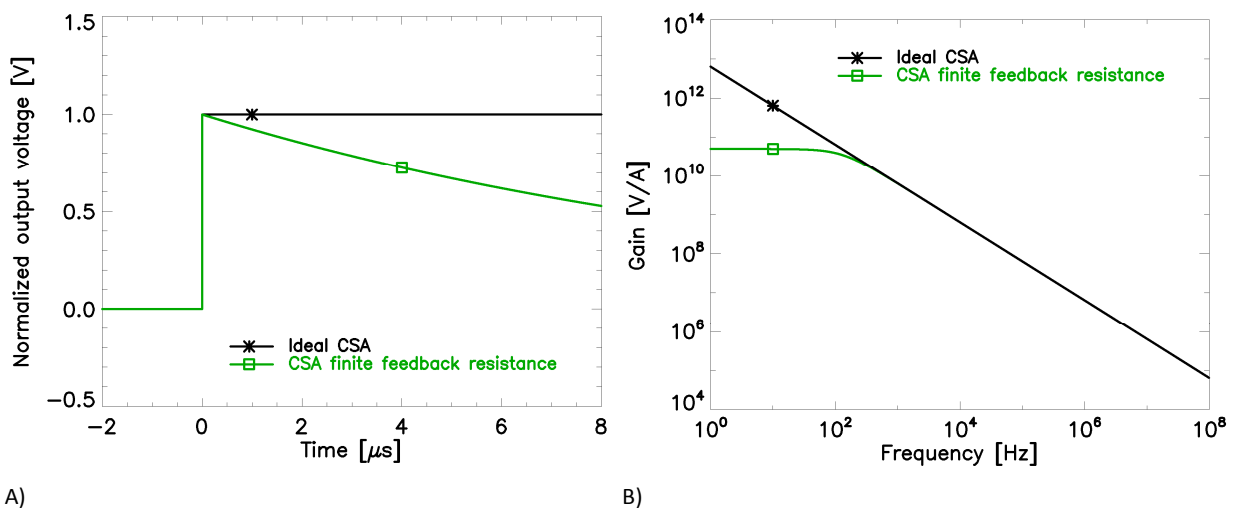 1.5
1.0
0.5
0.0
−0.5
Normalized output voltage [V]
Ideal CSA
CSA finite feedback resistance
−2
0
2
4
6
8
Time [μs]
A)
10^14
10^12
10^10
10^8
10^6
10^4
Gain [V/A]
Ideal CSA
CSA finite feedback resistance
10^0
10^2
10^4
10^6
10^8
Frequency [Hz]
B)